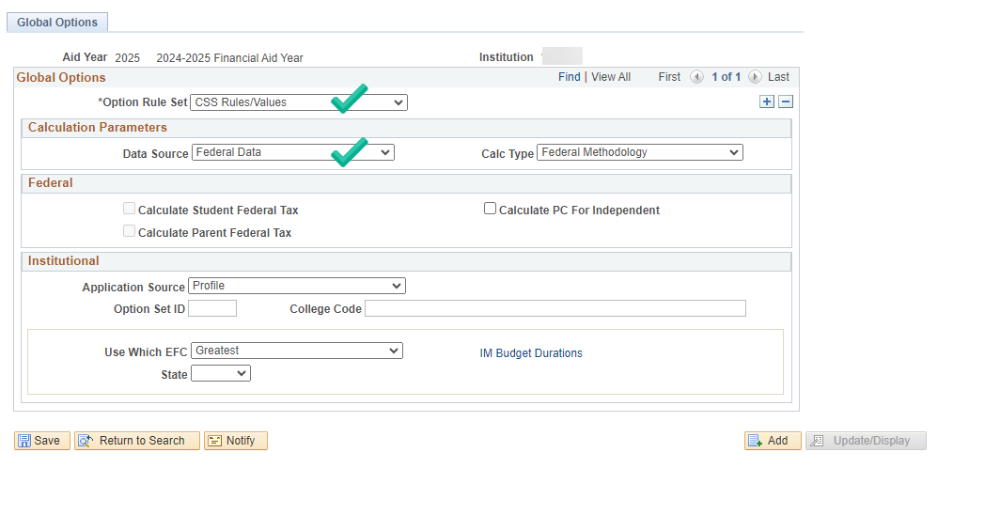 Global Options
Aid Year 2025 2024-2025 Financial Aid Year Institution
Global Options Find | View All First 1 of 1 Last
*Option Rule Set CSS Rules/Values
Calculation Parameters
Data Source Federal Data Calc Type Federal Methodology
Federal
Calculate Student Federal Tax Calculate PC For Independent
Calculate Parent Federal Tax
Institutional
Application Source Profile
Option Set ID College Code
Use Which EFC Greatest IM Budget Durations
State
Save Return to Search Notify Add Update/Display